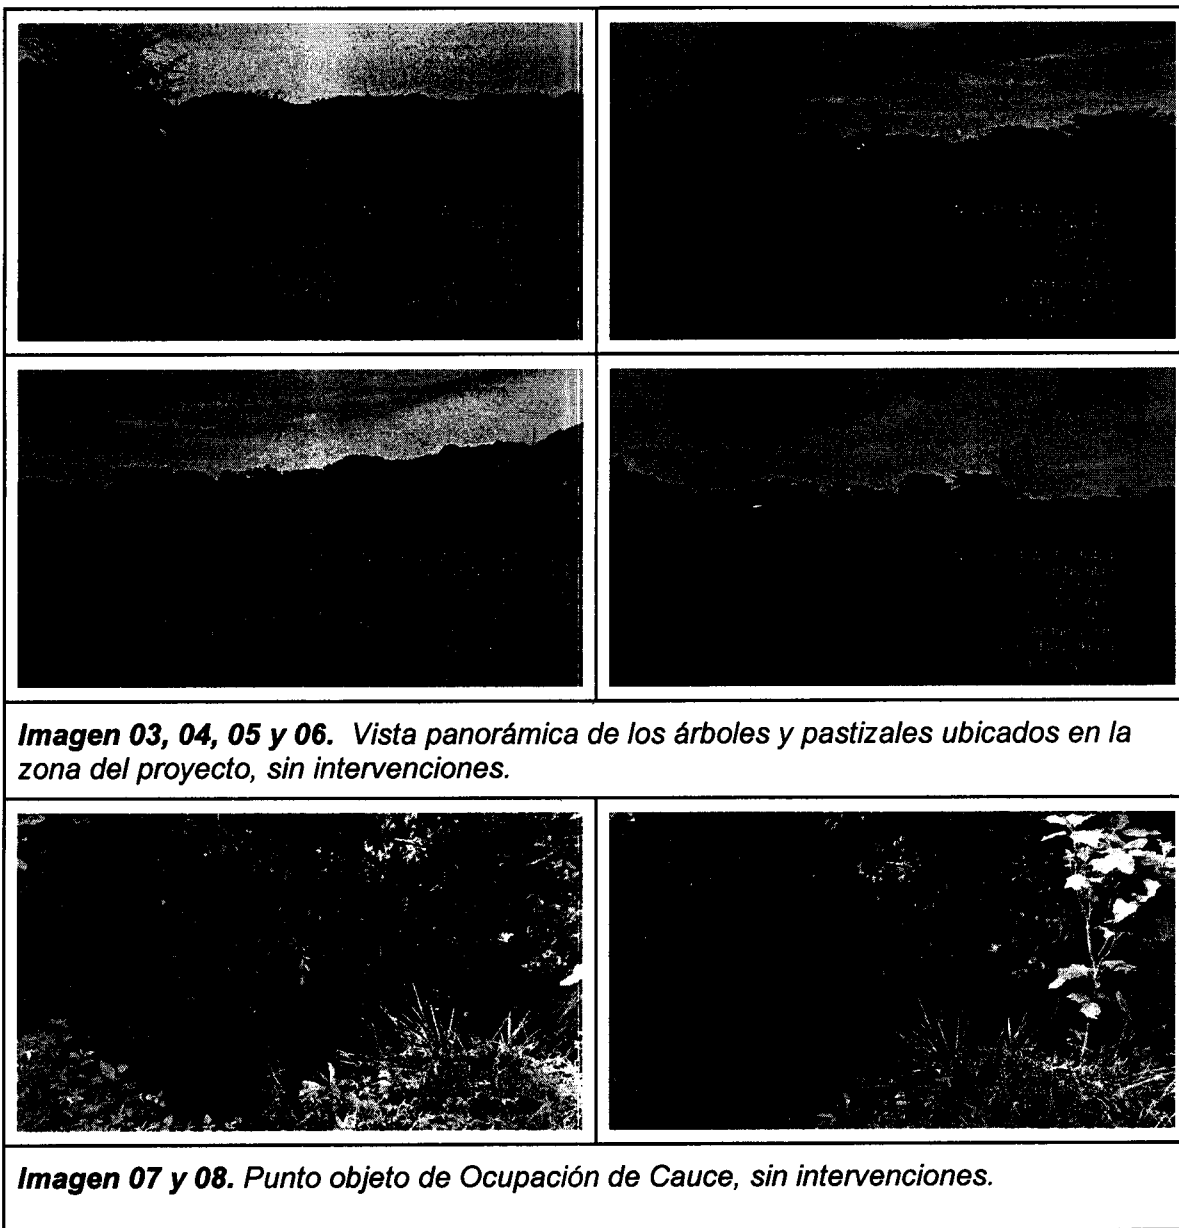 Imagen 03, 04, 05 y 06. Vista panorámica de los árboles y pastizales ubicados en la
zona del proyecto, sin intervenciones.
Imagen 07 y 08. Punto objeto de Ocupación de Cauce, sin intervenciones.